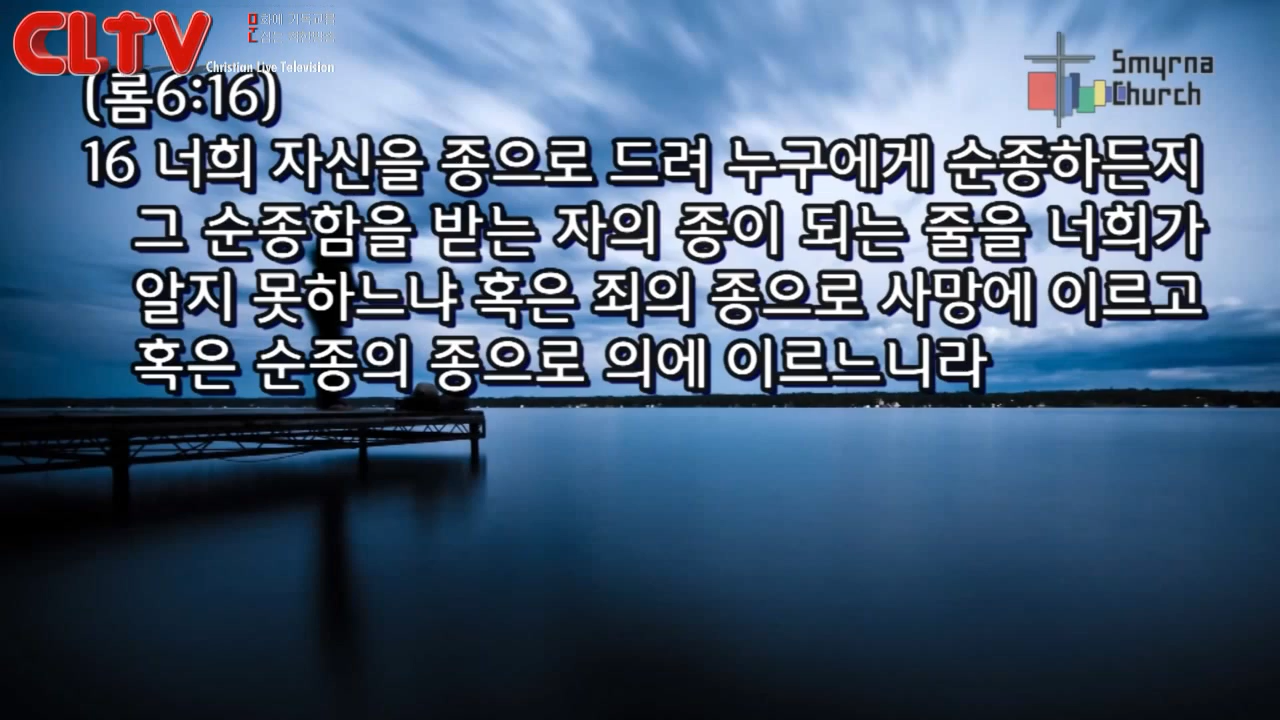 CLTV
Christian Live Television
Smyrna
Church
(롬6:16)
16 너희 자신을 종으로 드려 누구에게 순종하든지
그 순종함을 받는 자의 종이 되는 줄을 너희가
알지 못하느냐 혹은 죄의 종으로 사망에 이르고
혹은 순종의 종으로 의에 이르느니라